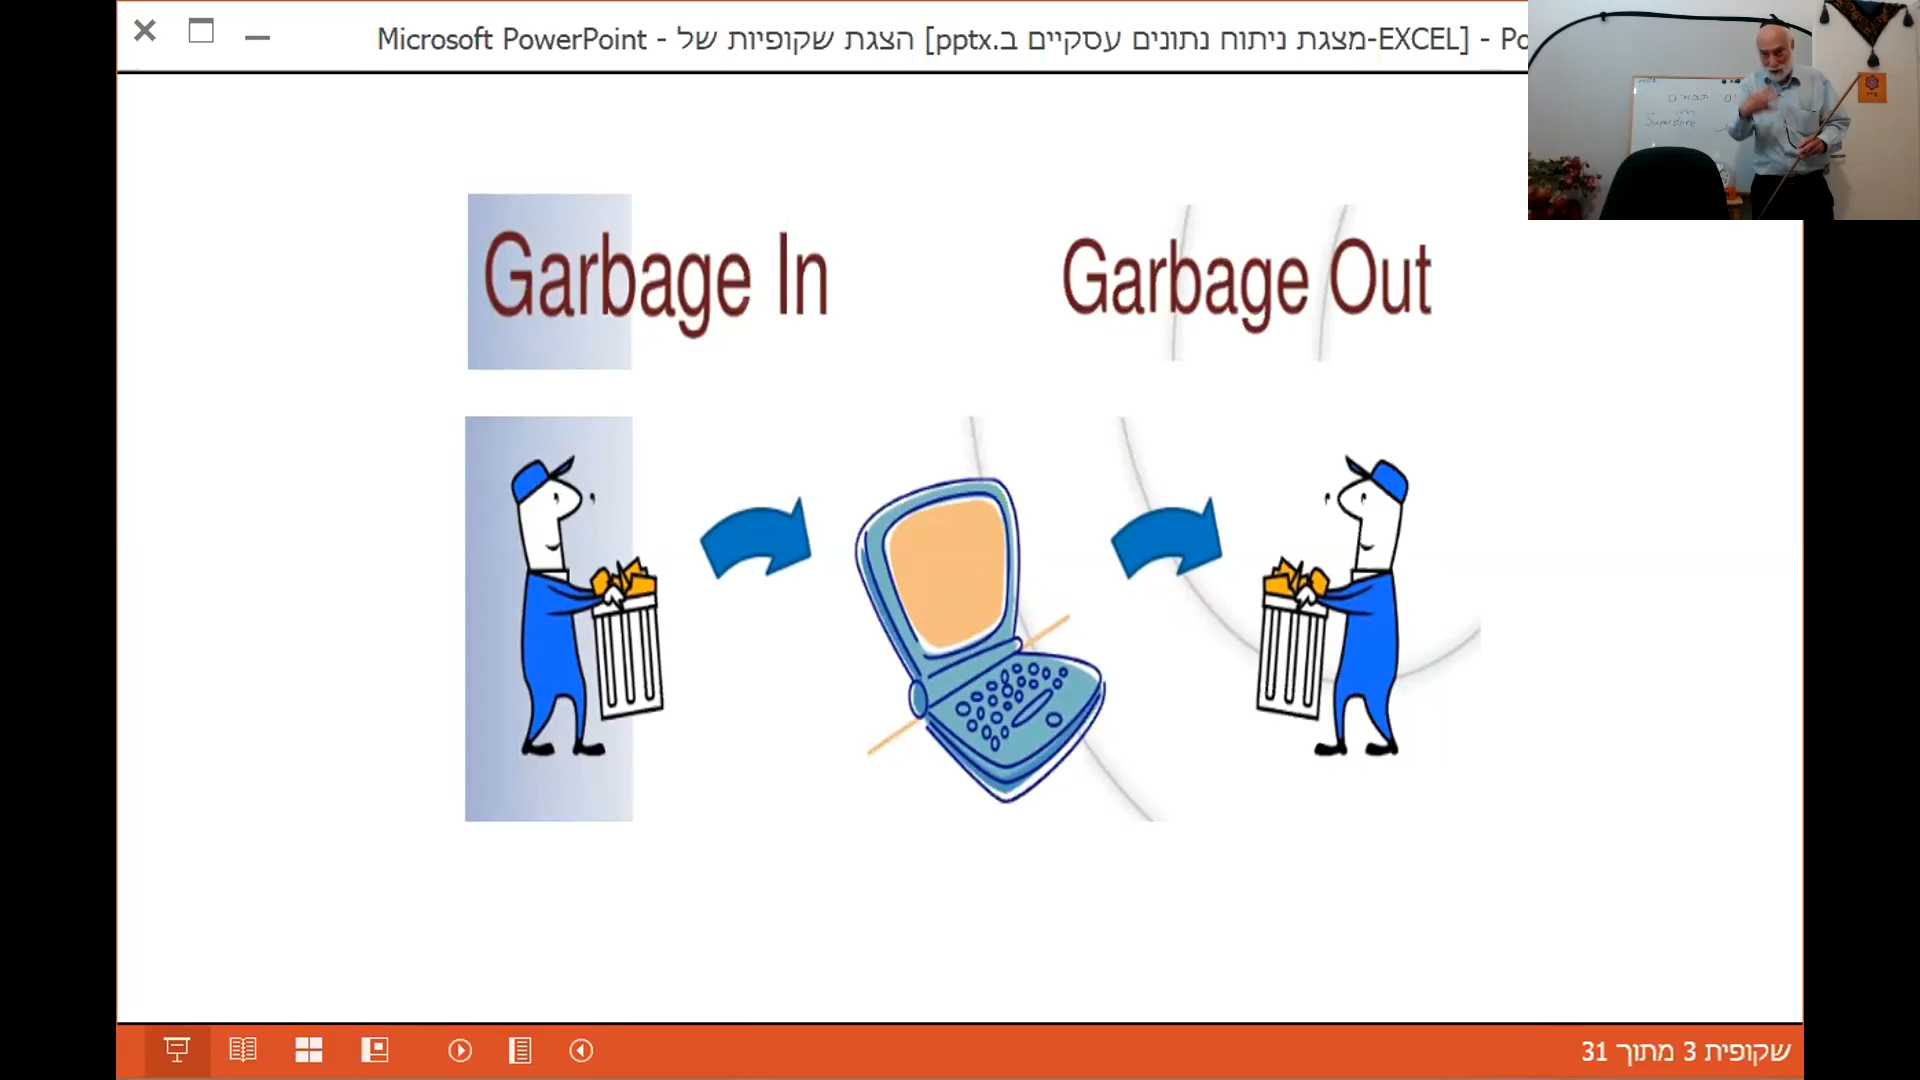 Microsoft PowerPoint - הצגת שקופיות של [pptx.מצגת ניתוח נתונים עסקיים ב-EXCEL] - Po
Garbage In
Garbage Out
Superstore
שקופית 3 מתוך 31